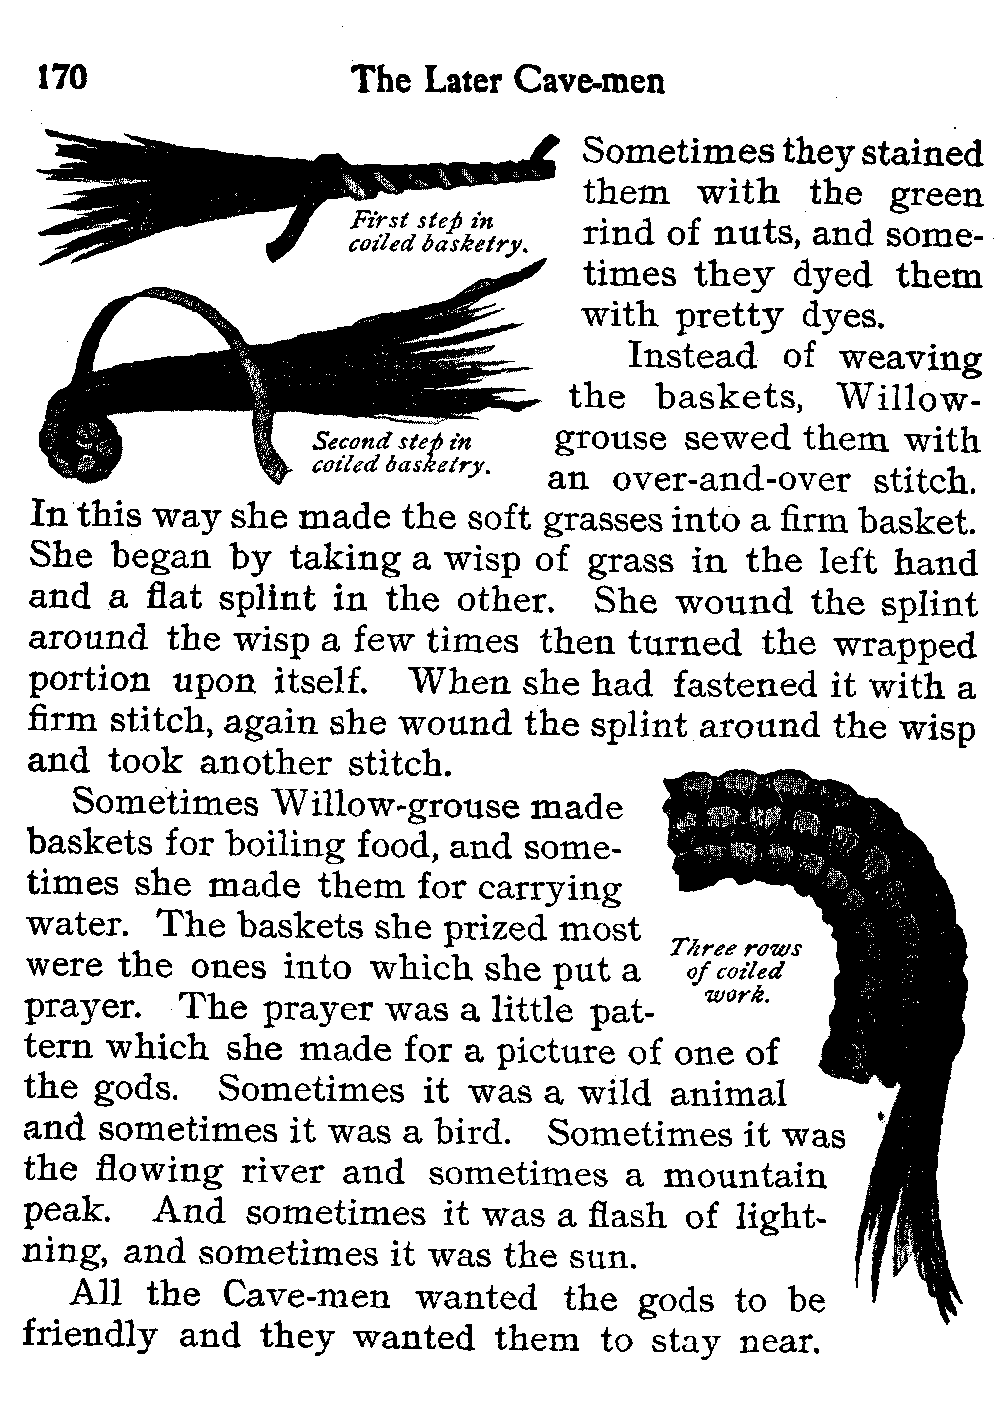 170
The Later Cave-men
First step in
coiled basketry.
Second step in
coiled basketry.
Sometimes they stained
them with the green
rind of nuts, and some-
times they dyed them
with pretty dyes.
Instead of weaving
the baskets, Willow-
grouse sewed them with
an over-and-over stitch.
In this way she made the soft grasses into a firm basket.
She began by taking a wisp of grass in the left hand
and a flat splint in the other. She wound the splint
around the wisp a few times then turned the wrapped
portion upon itself. When she had fastened it with a
firm stitch, again she wound the splint around the wisp
and took another stitch.
Sometimes Willow-grouse made
baskets for boiling food, and some-
times she made them for carrying
water. The baskets she prized most
were the ones into which she put a
prayer. The prayer was a little pat-
tern which she made for a picture of one of
the gods. Sometimes it was a wild animal
and sometimes it was a bird. Sometimes it was
the flowing river and sometimes a mountain
peak. And sometimes it was a flash of light-
ning, and sometimes it was the sun.
Three rows
of coiled
work.
All the Cave-men wanted the gods to be
friendly and they wanted them to stay near.